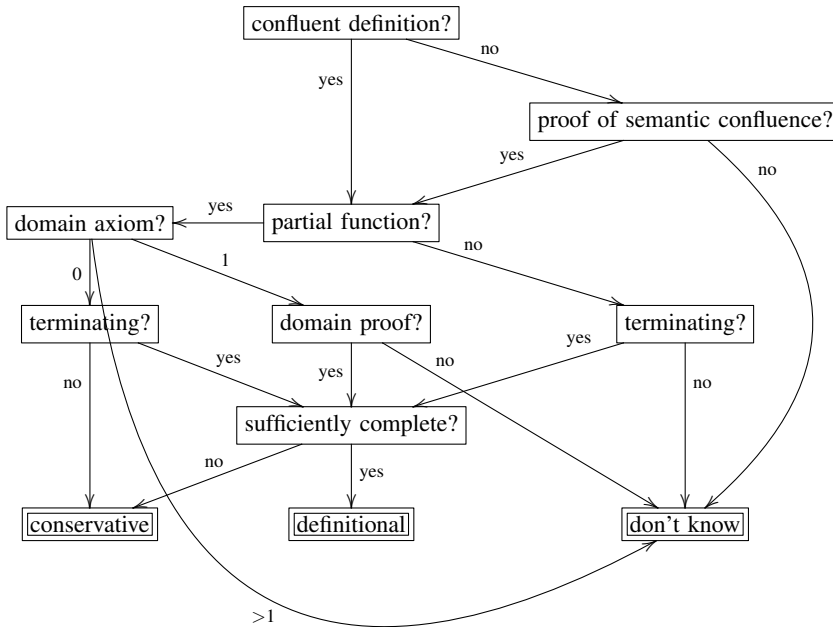 confluent definition?
no
yes
proof of semantic confluence?
yes
no
domain axiom?
yes
partial function?
no
0
1
terminating?
domain proof?
terminating?
no
yes
yes
no
yes
no
sufficiently complete?
no
yes
conservative
definitional
don't know
>1